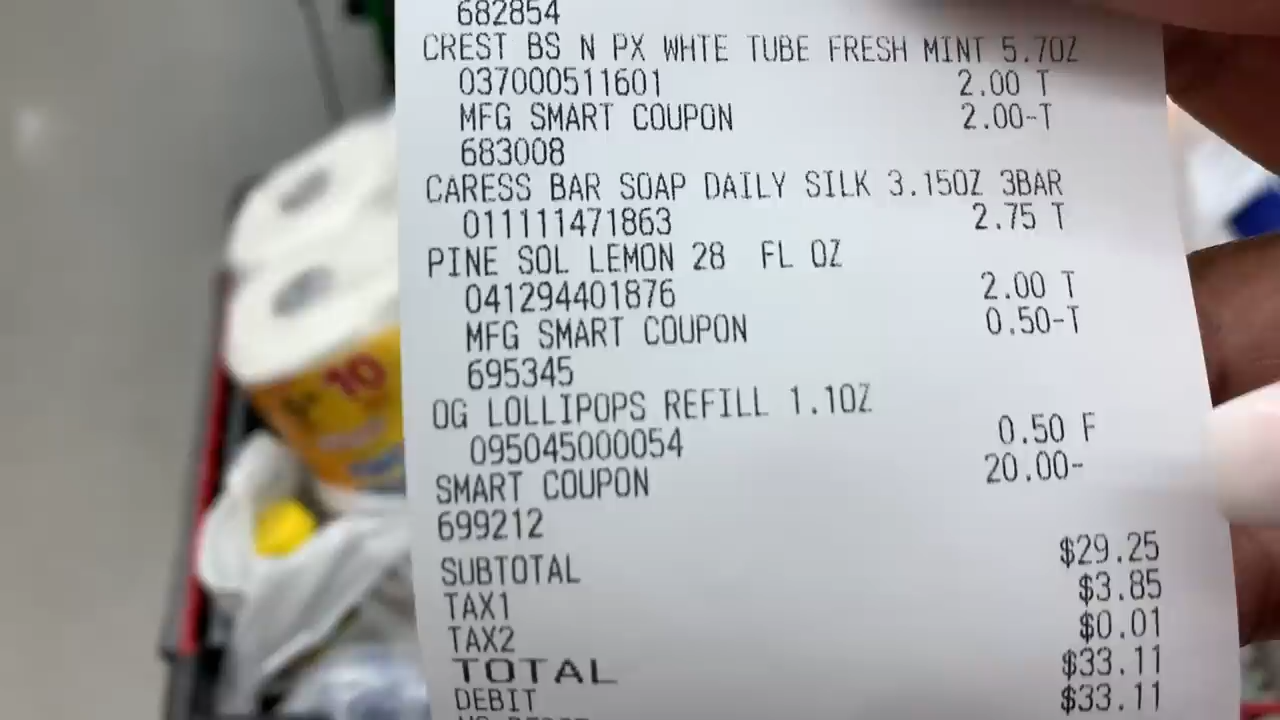 682854
CREST BS N PX WHTE TUBE FRESH MINT 5.7OZ
037000511601 2.00 T
MFG SMART COUPON 2.00-T
683008
CARESS BAR SOAP DAILY SILK 3.15OZ 3BAR
011111471863 2.75 T
PINE SOL LEMON 28 FL OZ
041294401876 2.00 T
MFG SMART COUPON 0.50-T
695345
OG LOLLIPOPS REFILL 1.1OZ
095045000054 0.50 F
SMART COUPON 20.00-
699212
SUBTOTAL $29.25
TAX1 $3.85
TAX2 $0.01
TOTAL $33.11
DEBIT $33.11
10